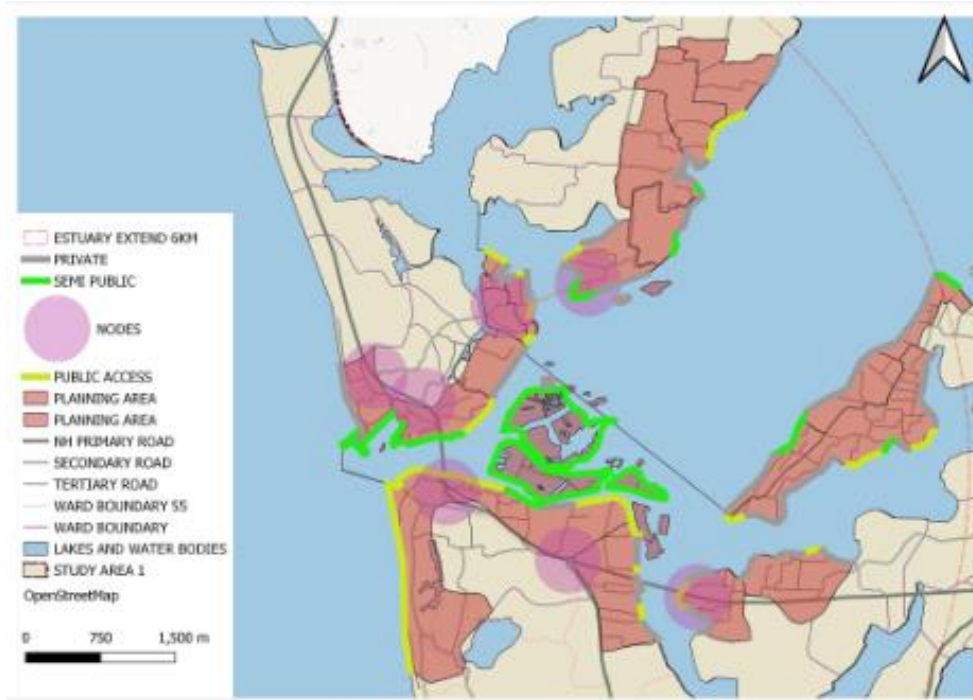 ESTUARY EXTEND 6KM
PRIVATE
SEMI PUBLIC
NODES
PUBLIC ACCESS
PLANNING AREA
PLANNING AREA
NH PRIMARY ROAD
SECONDARY ROAD
TERTIARY ROAD
WARD BOUNDARY 55
WARD BOUNDARY
LAKES AND WATER BODIES
STUDY AREA 1
OpenStreetMap
0 750 1,500 m